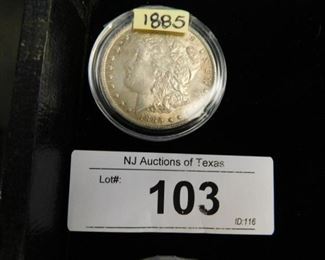 1885
NJ Auctions of Texas
Lot#:
103
ID:116